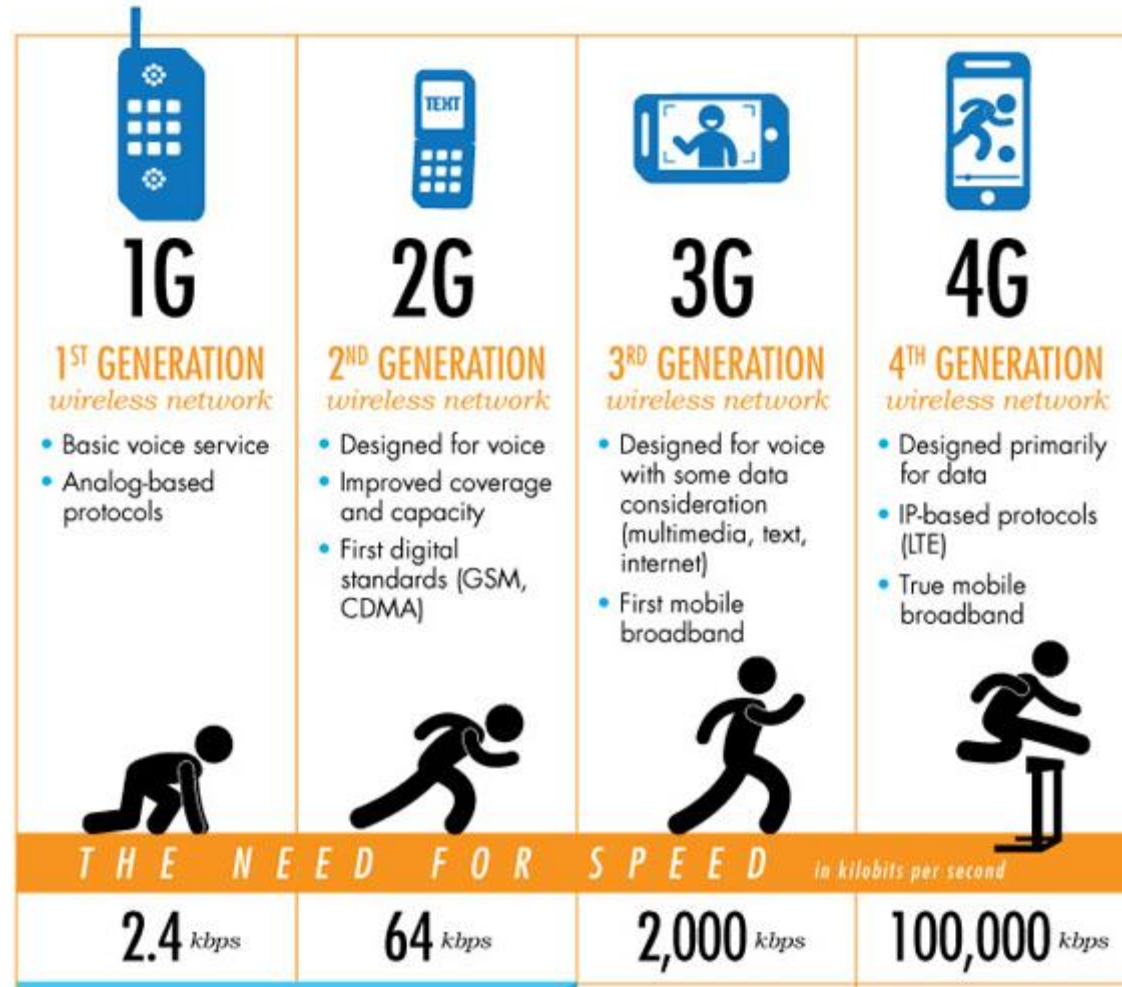 TEXT
1G
1ST GENERATION
wireless network
• Basic voice service
• Analog-based
protocols
2G
2ND GENERATION
wireless network
• Designed for voice
• Improved coverage
and capacity
• First digital
standards (GSM,
CDMA)
3G
3RD GENERATION
wireless network
• Designed for voice
with some data
consideration
(multimedia, text,
internet)
• First mobile
broadband
4G
4TH GENERATION
wireless network
• Designed primarily
for data
• IP-based protocols
(LTE)
• True mobile
broadband
THE NEED FOR SPEED in kilobits per second
2.4 kbps
64 kbps
2,000 kbps
100,000 kbps